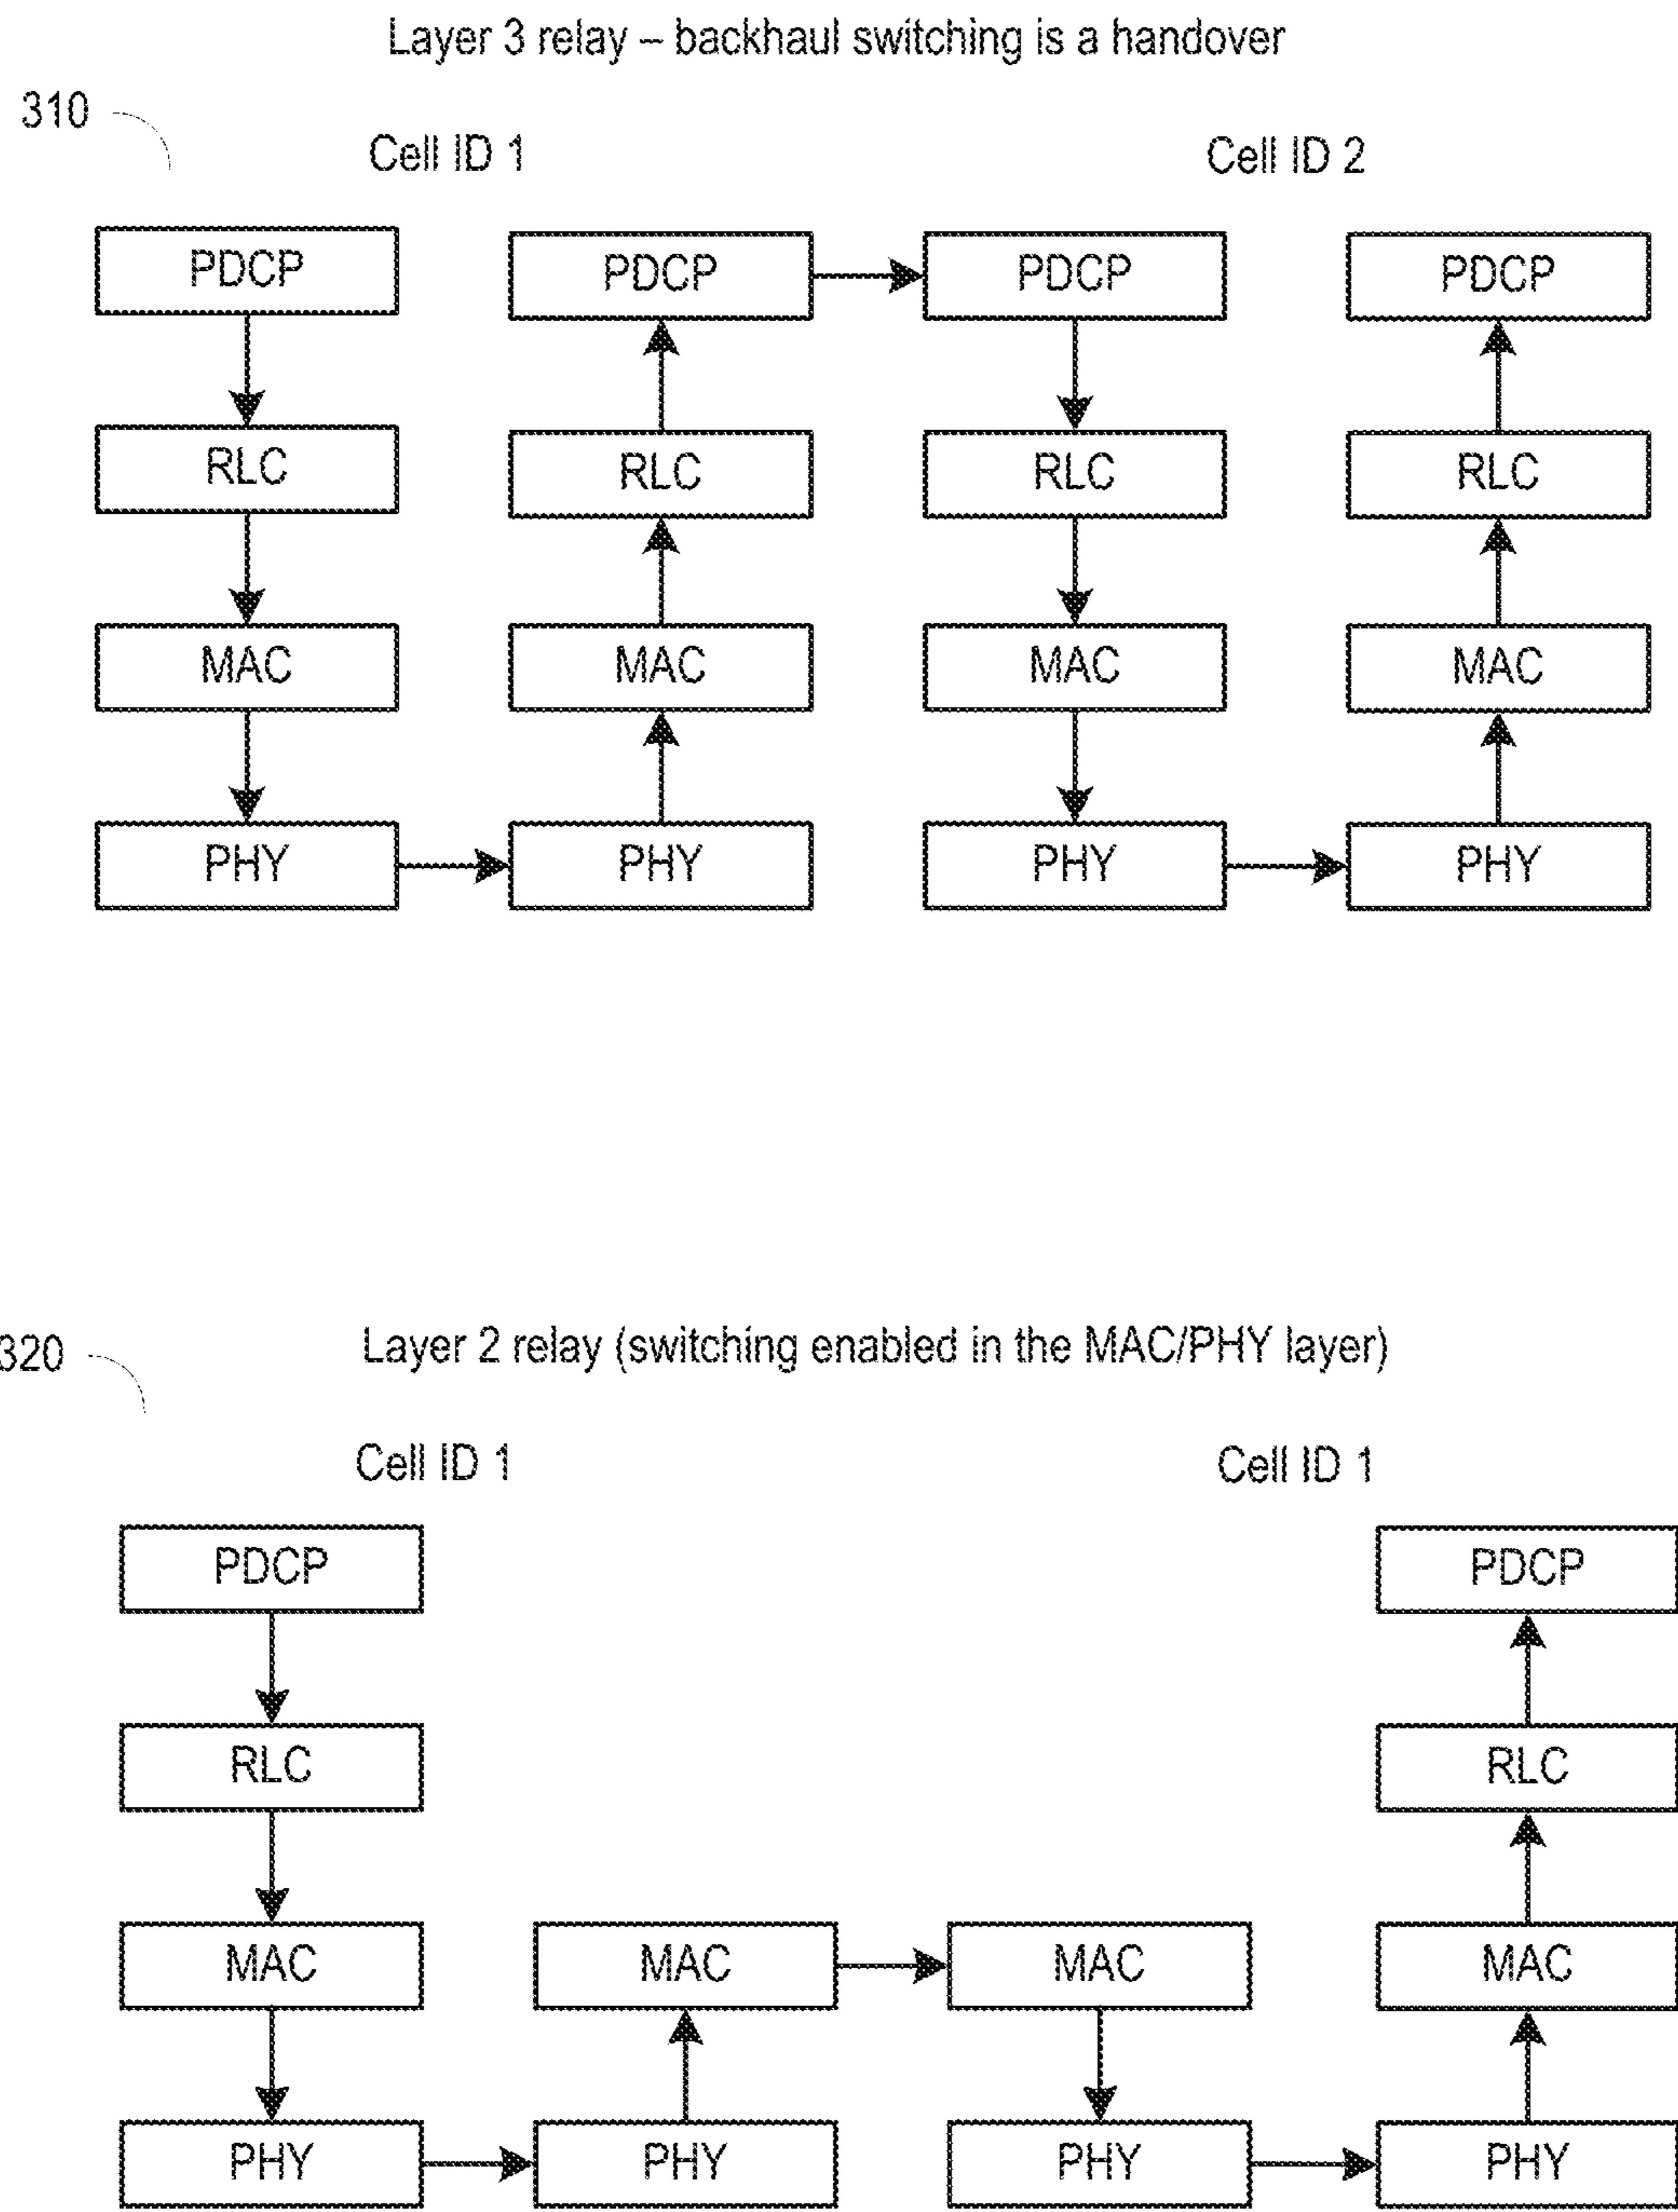 Layer 3 relay – backhaul switching is a handover
310
Cell ID 1 Cell ID 2
PDCP PDCP PDCP PDCP
RLC RLC RLC RLC
MAC MAC MAC MAC
PHY PHY PHY PHY
320 Layer 2 relay (switching enabled in the MAC/PHY layer)
Cell ID 1 Cell ID 1
PDCP PDCP
RLC RLC
MAC MAC MAC MAC
PHY PHY PHY PHY